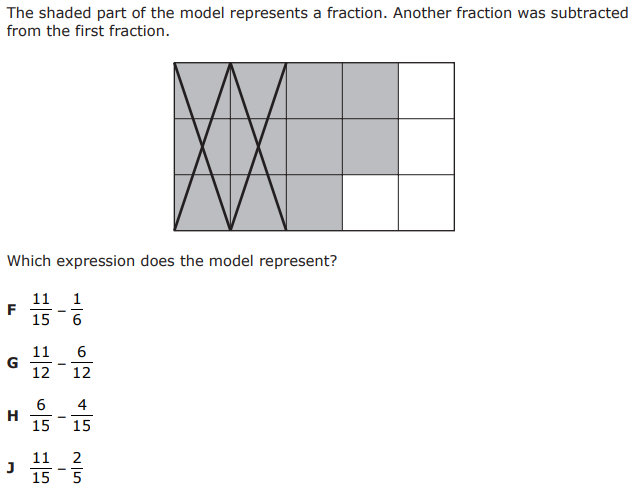 The shaded part of the model represents a fraction. Another fraction was subtracted
from the first fraction.
Which expression does the model represent?
F 11/15 – 1/6
G 11/12 – 6/12
H 6/15 – 4/15
J 11/15 – 2/5